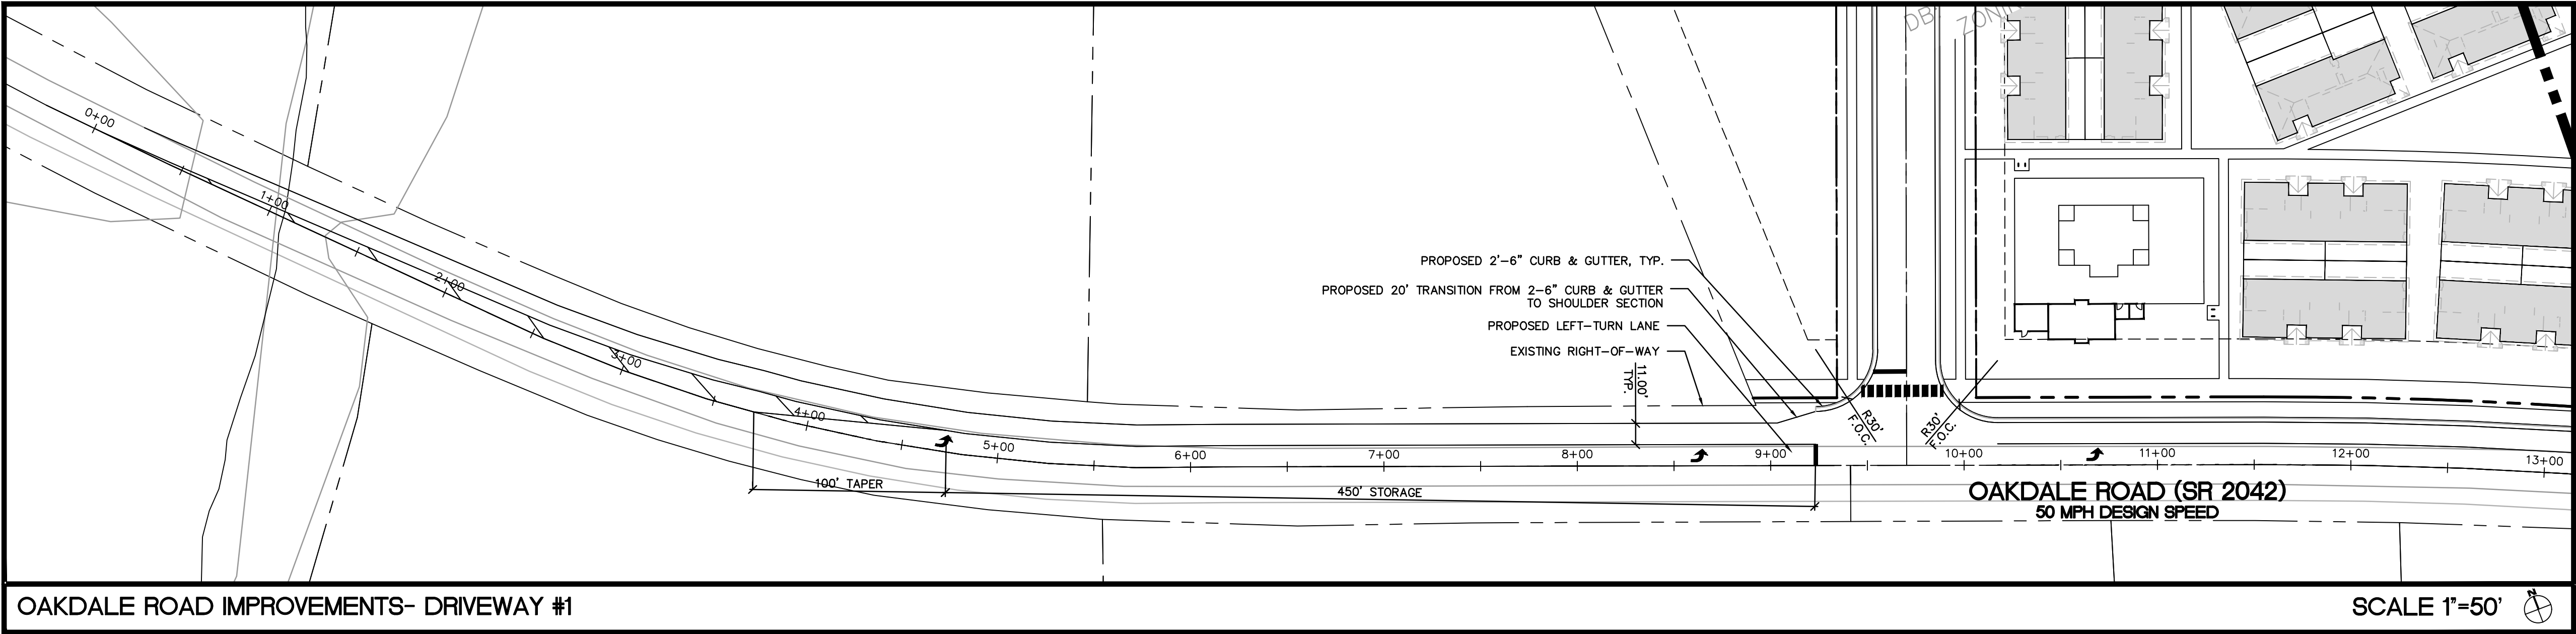 DB
ZONI
0+00
1+00
2+00
3+00
4+00
5+00
6+00
7+00
8+00
9+00
10+00
11+00
12+00
13+00
PROPOSED 2'-6" CURB & GUTTER, TYP.
PROPOSED 20' TRANSITION FROM 2-6" CURB & GUTTER
TO SHOULDER SECTION
PROPOSED LEFT-TURN LANE
EXISTING RIGHT-OF-WAY
11.00'
TYP.
R30'
F.O.C.
R30'
F.O.C.
100' TAPER
450' STORAGE
OAKDALE ROAD (SR 2042)
50 MPH DESIGN SPEED
OAKDALE ROAD IMPROVEMENTS- DRIVEWAY #1
SCALE 1"=50'
N